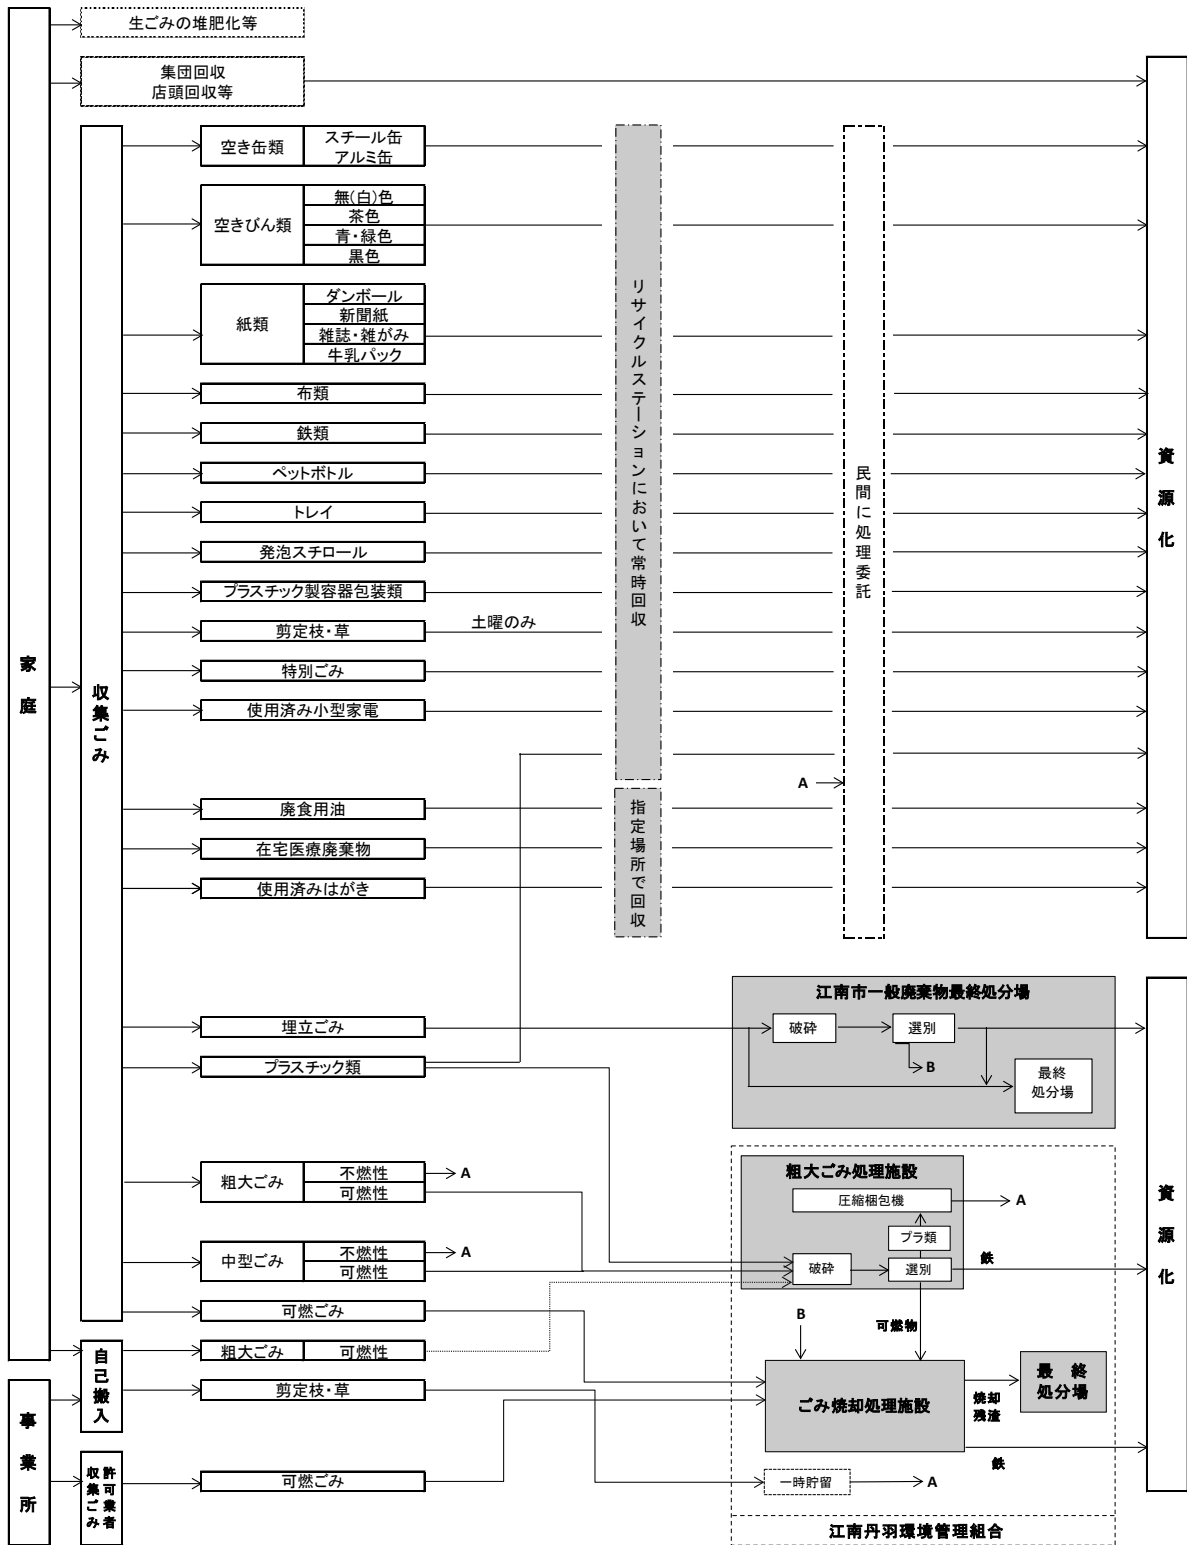 生ごみの堆肥化等
集団回収
店頭回収等
家庭
収集ごみ
空き缶類
スチール缶
アルミ缶
空きびん類
無(白)色
茶色
青・緑色
黒色
紙類
ダンボール
新聞紙
雑誌・雑がみ
牛乳パック
布類
鉄類
ペットボトル
トレイ
発泡スチロール
プラスチック製容器包装類
剪定枝・草
土曜のみ
特別ごみ
使用済み小型家電
廃食用油
在宅医療廃棄物
使用済みはがき
リサイクルステーションにおいて常時回収
指定場所で回収
A
民間に処理委託
資源化
埋立ごみ
プラスチック類
粗大ごみ
不燃性
A
可燃性
中型ごみ
不燃性
A
可燃性
可燃ごみ
自己搬入
粗大ごみ
可燃性
剪定枝・草
事業所
許可業者
収集ごみ
可燃ごみ
江南市一般廃棄物最終処分場
破砕
選別
B
最終
処分場
粗大ごみ処理施設
圧縮梱包機
A
プラ類
破砕
選別
鉄
可燃物
B
ごみ焼却処理施設
焼却
残渣
最終
処分場
鉄
一時貯留
A
江南丹羽環境管理組合
資源化